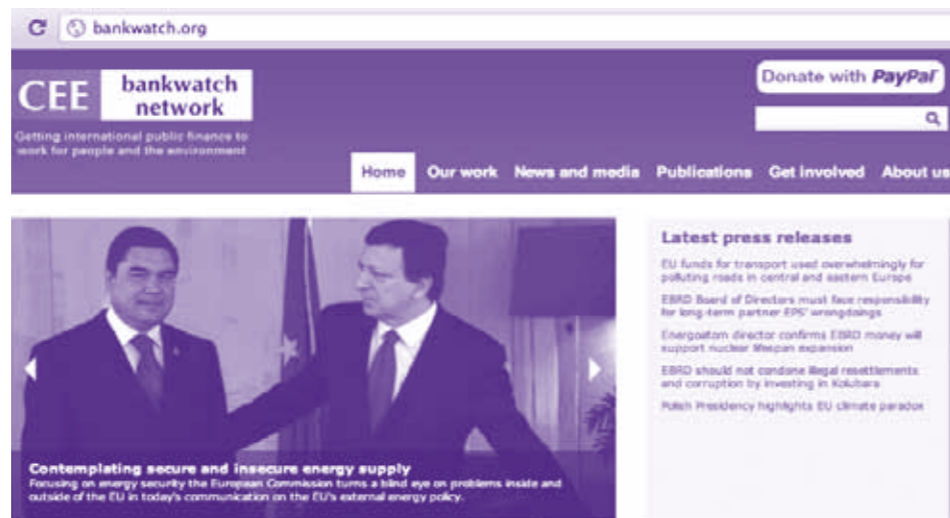 bankwatch.org
CEE bankwatch network
Getting international public finance to
work for people and the environment
Donate with PayPal
Home Our work News and media Publications Get involved About us
Latest press releases
EU funds for transport used overwhelmingly for
polluting roads in central and eastern Europe
EBRD Board of Directors must face responsibility
for long-term partner EPS' wrongdoings
Energoatom director confirms EBRD money will
support nuclear lifespan expansion
EBRD should not condone illegal resettlements
and corruption by investing in Kolubara
Polish Presidency highlights EU climate paradox
Contemplating secure and insecure energy supply
Focusing on energy security the European Commission turns a blind eye on problems inside and
outside of the EU in today's communication on the EU's external energy policy.